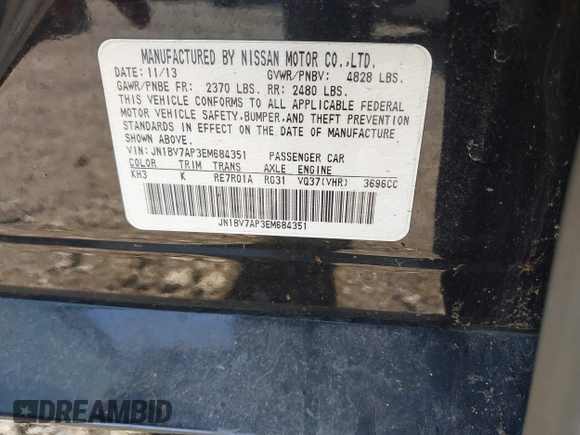 MANUFACTURED BY NISSAN MOTOR CO.,LTD.
DATE: 11/13 GVWR/PNBV: 4828 LBS.
GAWR/PNBE FR: 2370 LBS. RR: 2480 LBS.
THIS VEHICLE CONFORMS TO ALL APPLICABLE FEDERAL
MOTOR VEHICLE SAFETY,BUMPER,AND THEFT PREVENTION
STANDARDS IN EFFECT ON THE DATE OF MANUFACTURE
SHOWN ABOVE.
VIN: JN1BV7AP3EM684351 PASSENGER CAR
COLOR TRIM TRANS AXLE ENGINE
KH3 K RE7R01A RG31 VQ37(VHR) 3696CC
JN1BV7AP3EM684351
DREAMBID